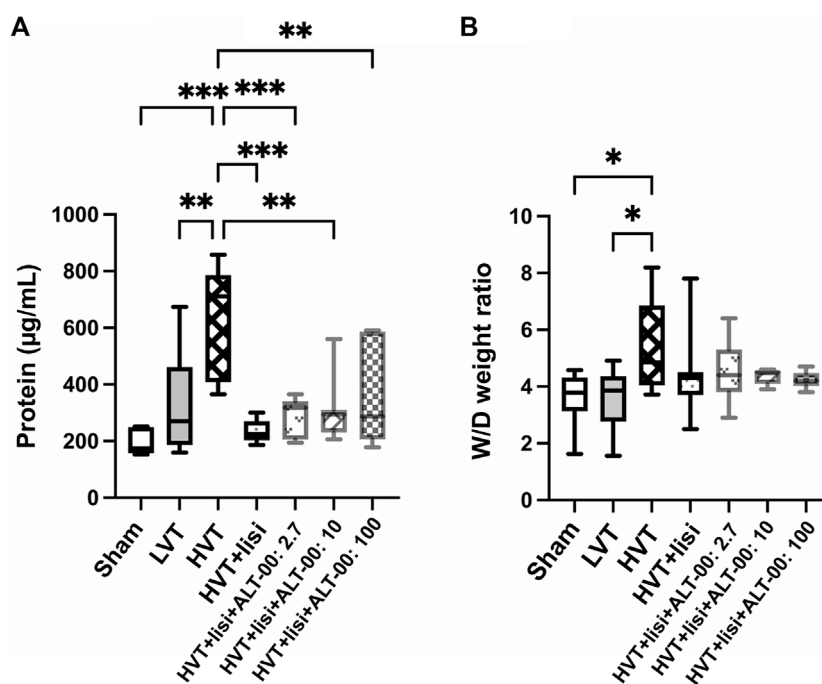 A
B
**
*** ***
***
** **
*
*
Protein (µg/mL)
1000
800
600
400
200
0
Sham
LVT
HVT
HVT+lisi
HVT+lisi+ALT-00: 2.7
HVT+lisi+ALT-00: 10
HVT+lisi+ALT-00: 100
W/D weight ratio
10
8
6
4
2
0
Sham
LVT
HVT
HVT+lisi
HVT+lisi+ALT-00: 2.7
HVT+lisi+ALT-00: 10
HVT+lisi+ALT-00: 100